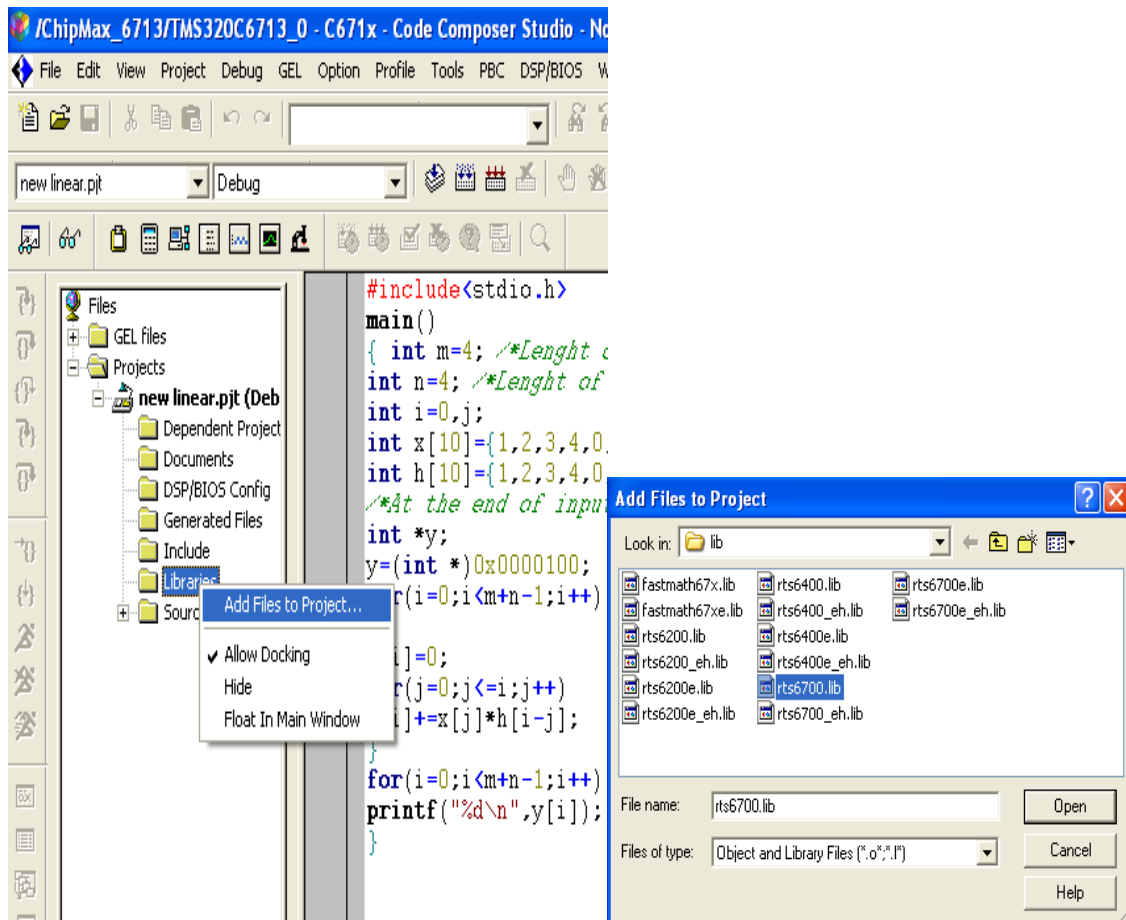 /ChipMax_6713/TMS320C6713_0 - C671x - Code Composer Studio - No
File Edit View Project Debug GEL Option Profile Tools PBC DSP/BIOS W
new linear.pjt Debug
Files
GEL files
Projects
new linear.pjt (Deb
Dependent Project
Documents
DSP/BIOS Config
Generated Files
Include
Libraries
Sourc
Add Files to Project...
Allow Docking
Hide
Float In Main Window
#include<stdio.h>
main()
{ int m=4; /*Lenght o
int n=4; /*Lenght of
int i=0,j;
int x[10]={1,2,3,4,0,
int h[10]={1,2,3,4,0,
/*At the end of inpu
int *y;
y=(int *)0x0000100;
r(i=0;i<m+n-1;i++)
i]=0;
r(j=0;j<=i;j++)
i]+=x[j]*h[i-j];
}
for(i=0;i<m+n-1;i++)
printf("%d\n",y[i]);
}
Add Files to Project
Look in: lib
fastmath67x.lib rts6400.lib rts6700e.lib
fastmath67xe.lib rts6400_eh.lib rts6700e_eh.lib
rts6200.lib rts6400e.lib
rts6200_eh.lib rts6400e_eh.lib
rts6200e.lib rts6700.lib
rts6200e_eh.lib rts6700_eh.lib
File name: rts6700.lib Open
Files of type: Object and Library Files (*.o*;*.l*) Cancel
Help